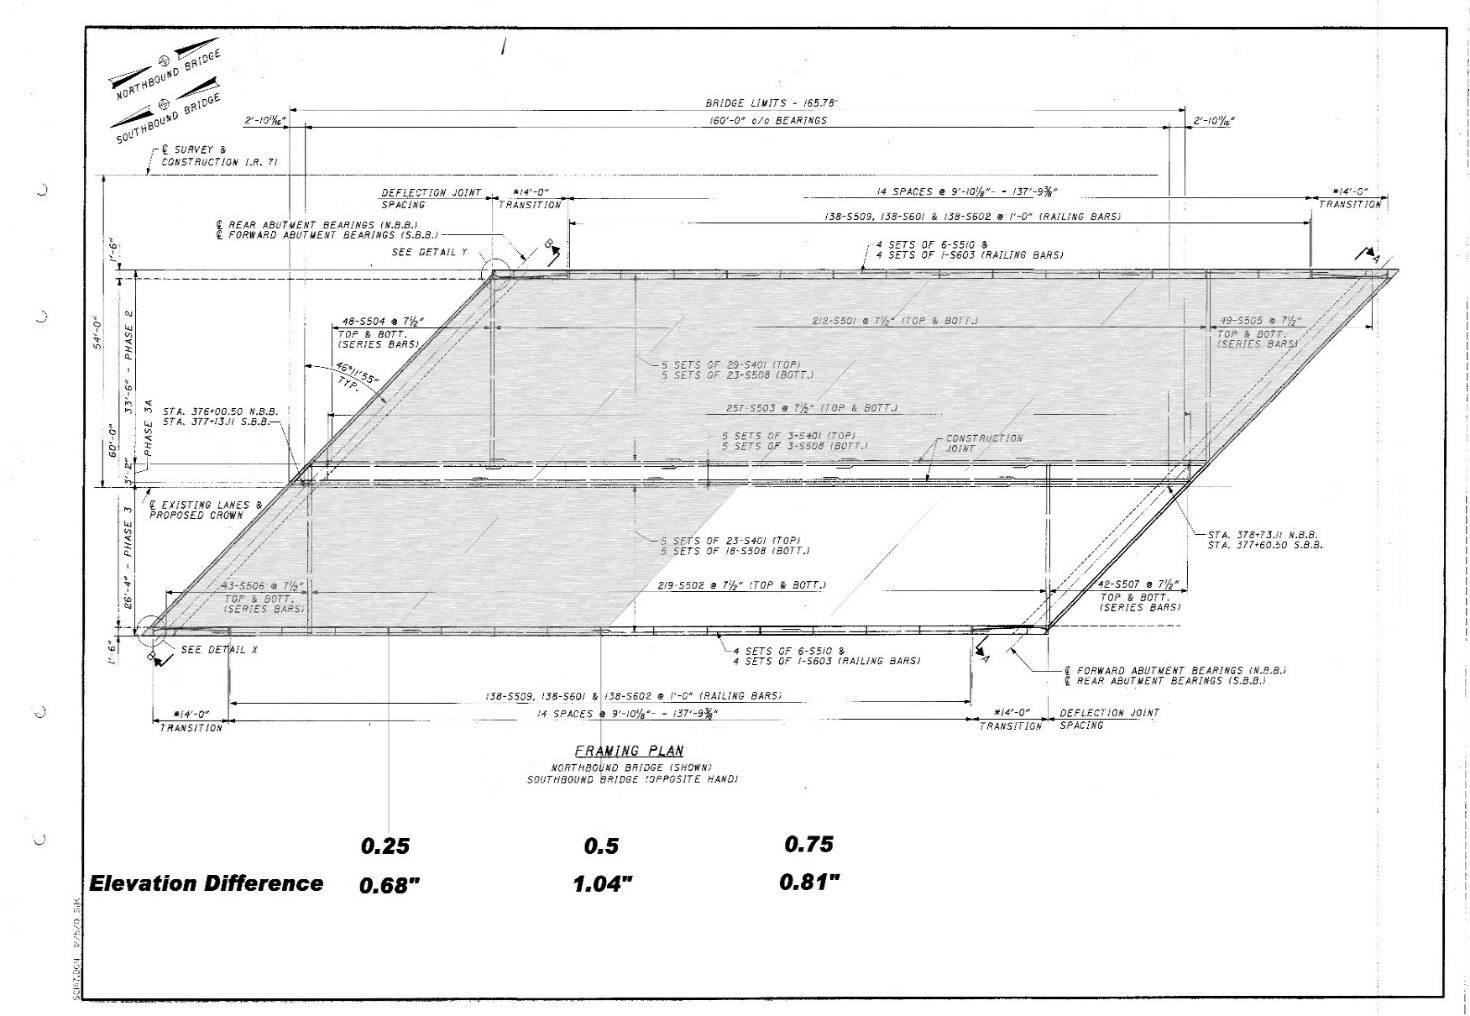 NORTHBOUND BRIDGE
SOUTHBOUND BRIDGE
BRIDGE LIMITS - 165.78'
2'-10 11/16"
160'-0" c/c BEARINGS
2'-10 11/16"
℄ SURVEY &
CONSTRUCTION I.R. 71
DEFLECTION JOINT
SPACING
*14'-0"
TRANSITION
14 SPACES @ 9'-10 1/8" - = 137'-9 3/8"
*14'-0"
TRANSITION
138-S509, 138-S601 & 138-S602 @ 1'-0" (RAILING BARS)
℄ REAR ABUTMENT BEARINGS (N.B.B.)
℄ FORWARD ABUTMENT BEARINGS (S.B.B.)
SEE DETAIL Y
B
4 SETS OF 6-S510 &
4 SETS OF 1-S603 (RAILING BARS)
A
1'-6"
54'-0"
60'-0"
33'-6" - PHASE 2
PHASE 3A
3'-2"
26'-4" - PHASE 3
1'-6"
48-S504 @ 7½"
TOP & BOTT.
(SERIES BARS)
212-S501 @ 7½" (TOP & BOTT.)
49-S505 @ 7½"
TOP & BOTT.
(SERIES BARS)
46°11'55"
TYP.
5 SETS OF 29-S401 (TOP)
5 SETS OF 23-S508 (BOTT.)
STA. 376+00.50 N.B.B.
STA. 377+13.11 S.B.B.
257-S503 @ 7½" (TOP & BOTT.)
5 SETS OF 3-S401 (TOP)
5 SETS OF 3-S508 (BOTT.)
CONSTRUCTION
JOINT
℄ EXISTING LANES &
PROPOSED CROWN
5 SETS OF 23-S401 (TOP)
5 SETS OF 18-S508 (BOTT.)
STA. 378+73.11 N.B.B.
STA. 377+60.50 S.B.B.
43-S506 @ 7½"
TOP & BOTT.
(SERIES BARS)
219-S502 @ 7½" (TOP & BOTT.)
42-S507 @ 7½"
TOP & BOTT.
(SERIES BARS)
SEE DETAIL X
B
4 SETS OF 6-S510 &
4 SETS OF 1-S603 (RAILING BARS)
A
℄ FORWARD ABUTMENT BEARINGS (N.B.B.)
℄ REAR ABUTMENT BEARINGS (S.B.B.)
138-S509, 138-S601 & 138-S602 @ 1'-0" (RAILING BARS)
*14'-0"
TRANSITION
14 SPACES @ 9'-10 1/8" - = 137'-9 3/8"
*14'-0"
TRANSITION
DEFLECTION JOINT
SPACING
FRAMING PLAN
NORTHBOUND BRIDGE (SHOWN)
SOUTHBOUND BRIDGE (OPPOSITE HAND)
0.25 0.5 0.75
Elevation Difference 0.68" 1.04" 0.81"